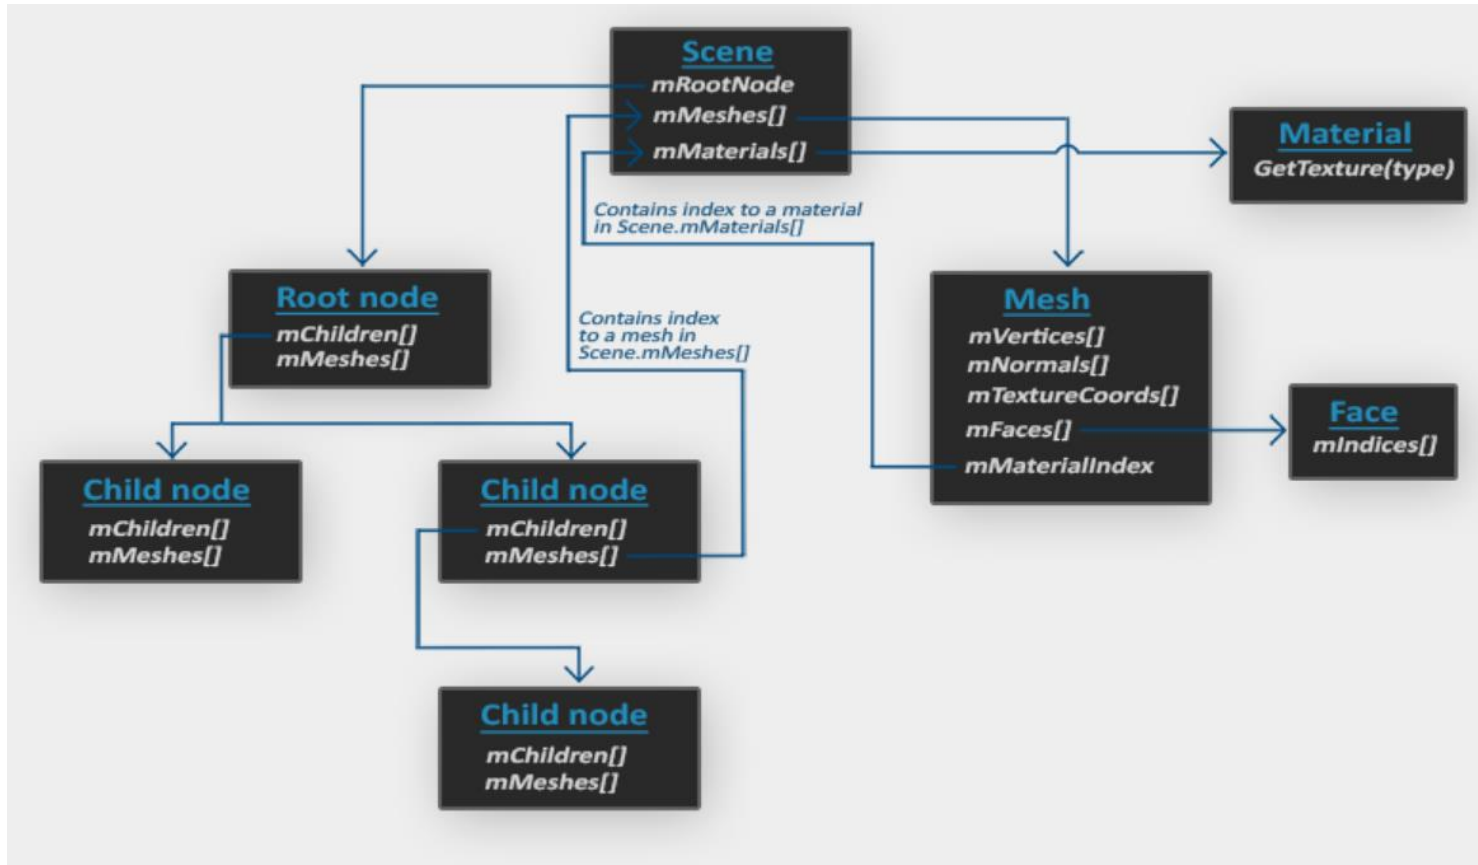 Scene
mRootNode
mMeshes[]
mMaterials[]
Material
GetTexture(type)
Contains index to a material
in Scene.mMaterials[]
Root node
mChildren[]
mMeshes[]
Contains index
to a mesh in
Scene.mMeshes[]
Mesh
mVertices[]
mNormals[]
mTextureCoords[]
mFaces[]
mMaterialIndex
Face
mIndices[]
Child node
mChildren[]
mMeshes[]
Child node
mChildren[]
mMeshes[]
Child node
mChildren[]
mMeshes[]